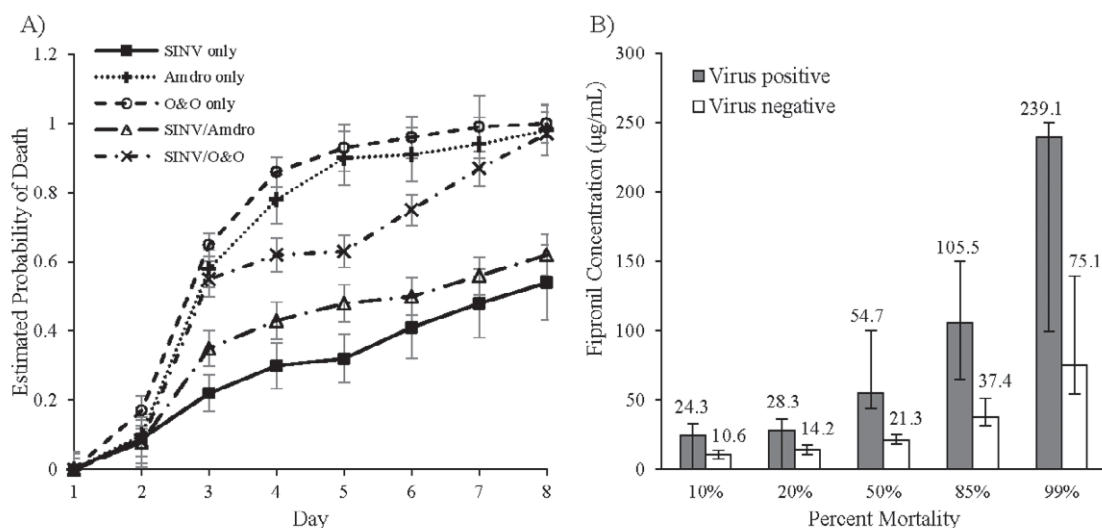 A)
Estimated Probability of Death
1.2
1
0.8
0.6
0.4
0.2
0
SINV only
Amdro only
O&O only
SINV/Amdro
SINV/O&O
1 2 3 4 5 6 7 8
Day
B)
Fipronil Concentration (µg/mL)
300
250
200
150
100
50
0
Virus positive
Virus negative
24.3
10.6
28.3
14.2
54.7
21.3
105.5
37.4
239.1
75.1
10% 20% 50% 85% 99%
Percent Mortality